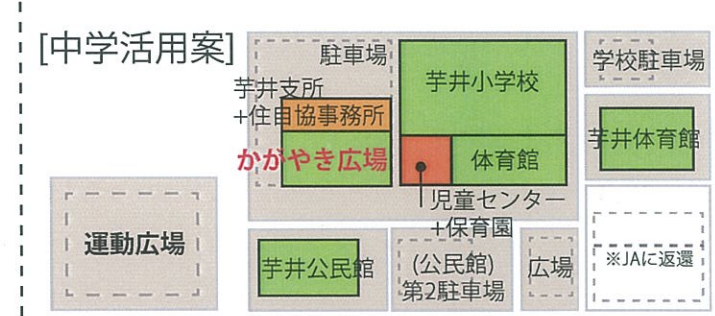 [中学活用案]
駐車場
芋井支所
+住自協事務所
かがやき広場
芋井小学校
体育館
児童センター
+保育園
学校駐車場
芋井体育館
運動広場
芋井公民館
(公民館)
第2駐車場
広場
※JAに返還